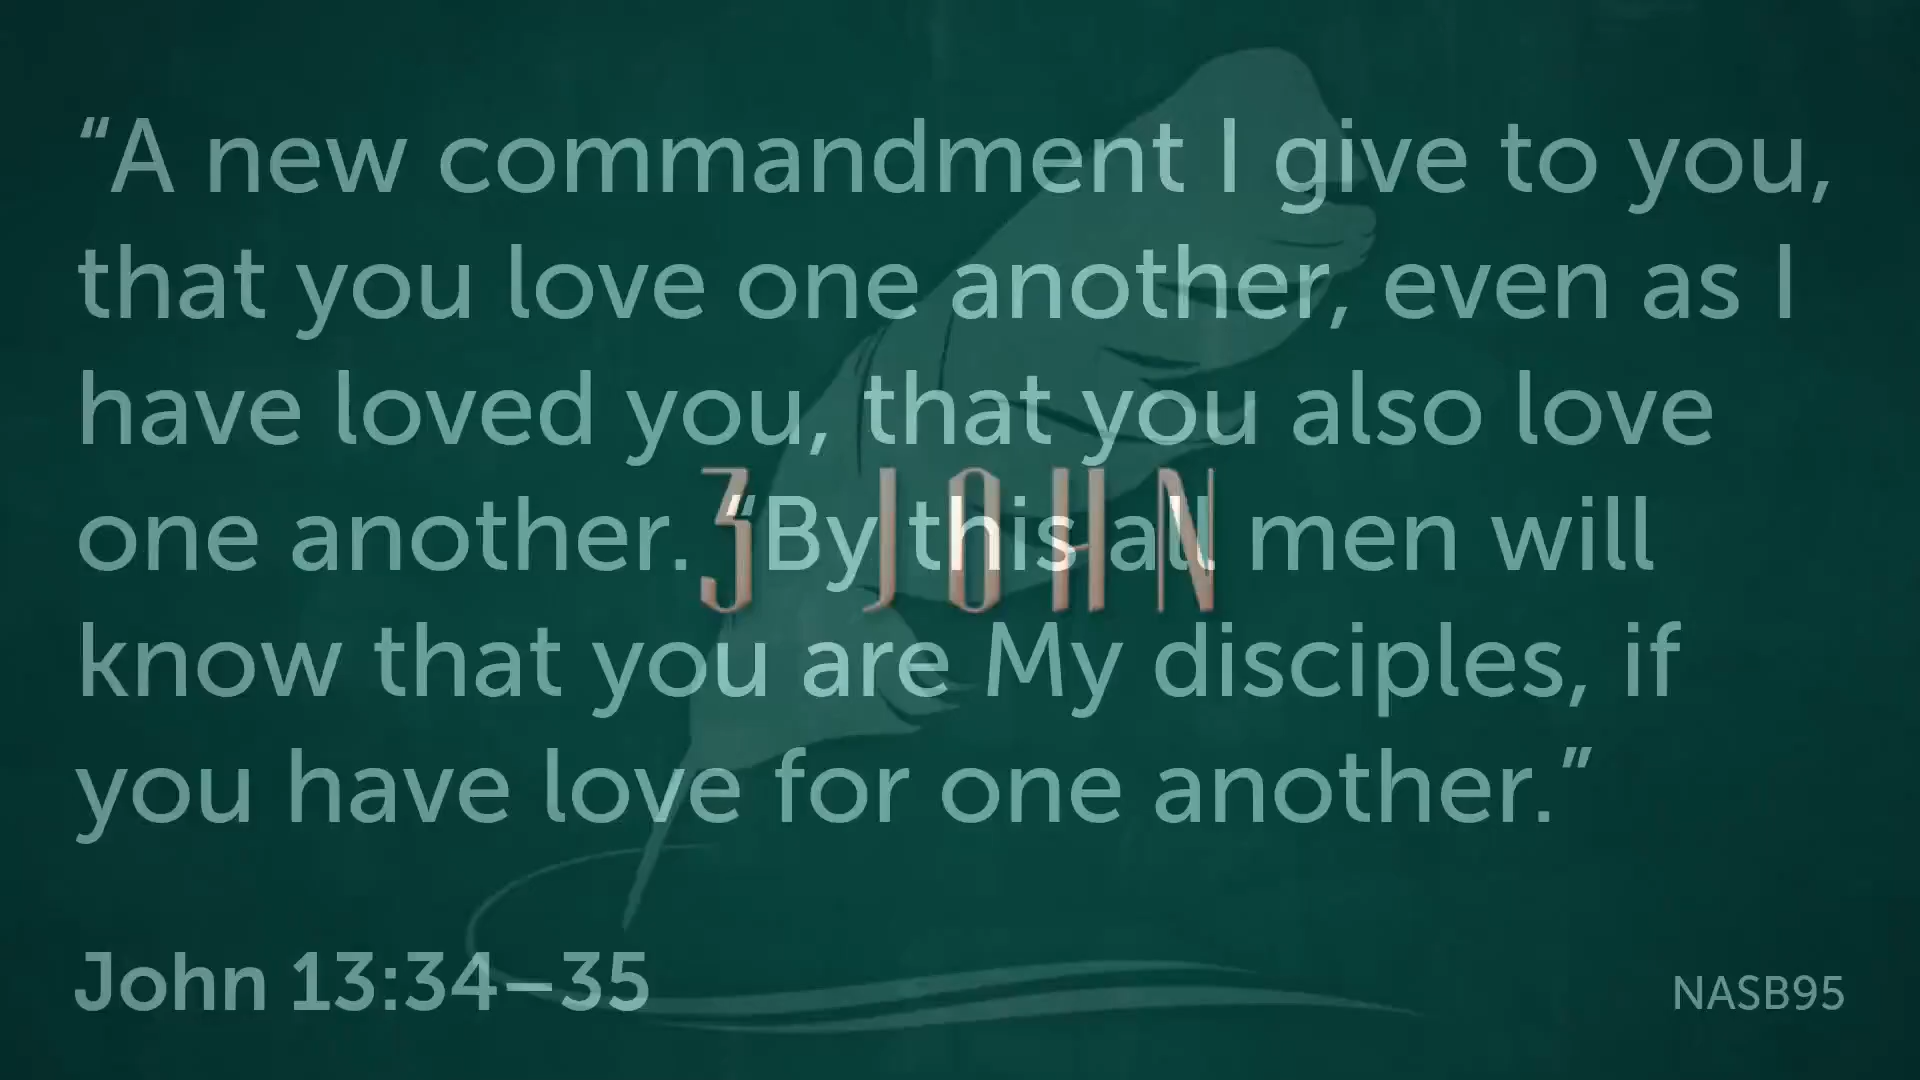 “A new commandment I give to you,
that you love one another, even as I
have loved you, that you also love
one another. “By this all men will
know that you are My disciples, if
you have love for one another.”
3 JOHN
John 13:34–35
NASB95